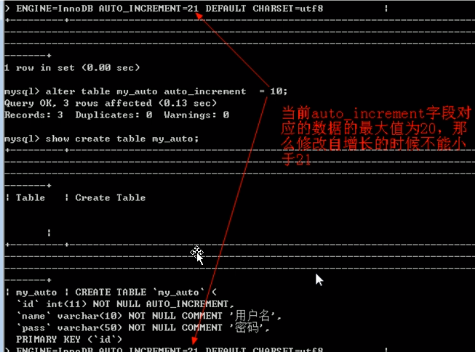 > ENGINE=InnoDB AUTO_INCREMENT=21 DEFAULT CHARSET=utf8 |
+---------+----------------------------------------------------
----------------------------------------------------------------
-------+
1 row in set (0.00 sec)
mysql> alter table my_auto auto_increment = 10;
Query OK, 3 rows affected (0.13 sec)
Records: 3 Duplicates: 0 Warnings: 0
当前auto_increment字段对
应的数据的最大值为20, 那
么修改自增长的时候不能小
于21
mysql> show create table my_auto;
+---------+----------------------------------------------------
----------------------------------------------------------------
-------+
| Table | Create Table
|
+---------+----------------------------------------------------
----------------------------------------------------------------
-------+
| my_auto | CREATE TABLE `my_auto` (
`id` int(11) NOT NULL AUTO_INCREMENT,
`name` varchar(10) NOT NULL COMMENT '用户名',
`pass` varchar(50) NOT NULL COMMENT '密码',
PRIMARY KEY (`id`)
> ENGINE=InnoDB AUTO_INCREMENT=21 DEFAULT CHARSET=utf8 |